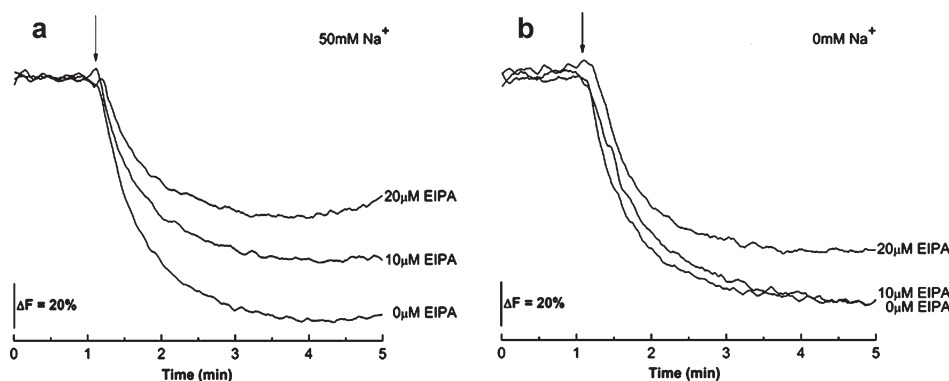 a
50mM Na+
20µM EIPA
10µM EIPA
0µM EIPA
ΔF = 20%
0 1 2 3 4 5
Time (min)
b
0mM Na+
20µM EIPA
10µM EIPA
0µM EIPA
ΔF = 20%
0 1 2 3 4 5
Time (min)